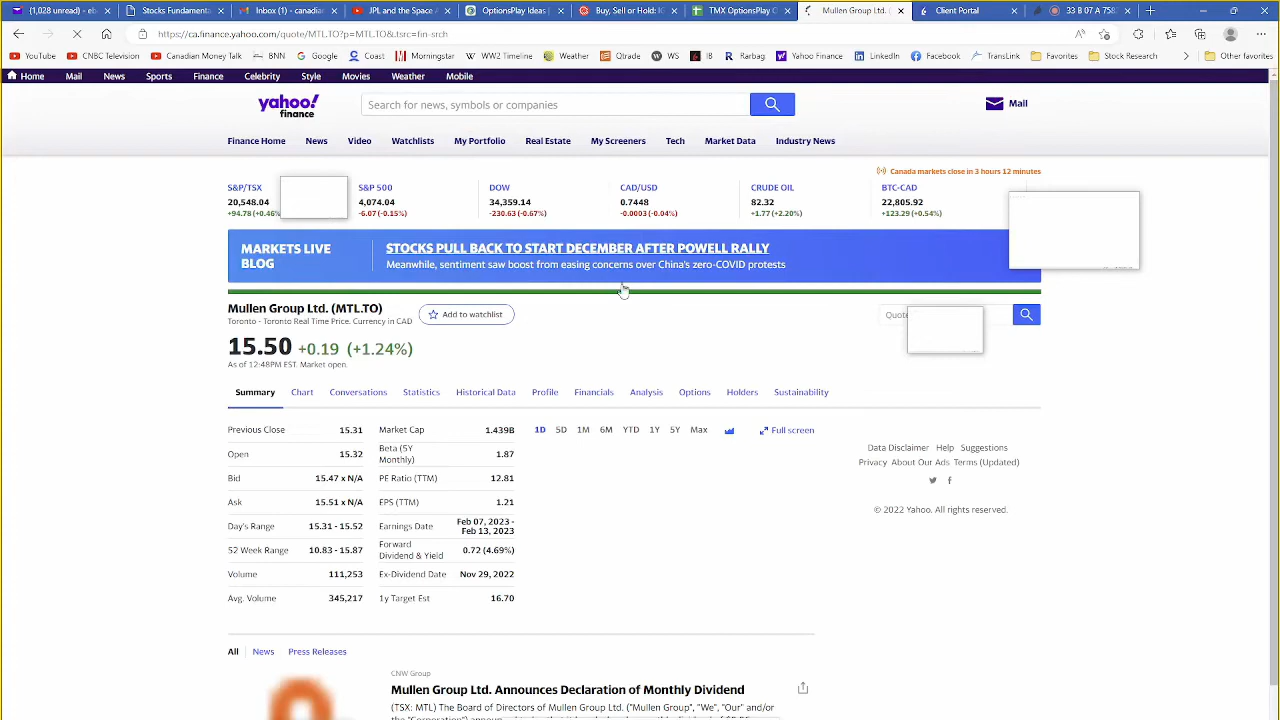 (1,028 unread) - eb
Stocks Fundamenta
Inbox (1) - canadian
JPL and the Space A
OptionsPlay Ideas |
Buy, Sell or Hold: K
TMX OptionsPlay C
Mullen Group Ltd. (
Client Portal
33 B 07 A 758
https://ca.finance.yahoo.com/quote/MTL.TO?p=MTL.TO&.tsrc=fin-srch
YouTube
CNBC Television
Canadian Money Talk
BNN
Google
Coast
Morningstar
WW2 Timeline
Weather
Qtrade
WS
IB
Rarbag
Yahoo Finance
LinkedIn
Facebook
TransLink
Favorites
Stock Research
Other favorites
Home Mail News Sports Finance Celebrity Style Movies Weather Mobile
yahoo!
finance
Search for news, symbols or companies
Mail
Finance Home News Video Watchlists My Portfolio Real Estate My Screeners Tech Market Data Industry News
Canada markets close in 3 hours 12 minutes
S&P/TSX
20,548.04
+94.78 (+0.46%
S&P 500
4,074.04
-6.07 (-0.15%)
DOW
34,359.14
-230.63 (-0.67%)
CAD/USD
0.7448
-0.0003 (-0.04%)
CRUDE OIL
82.32
+1.77 (+2.20%)
BTC-CAD
22,805.92
+123.29 (+0.54%)
MARKETS LIVE
BLOG
STOCKS PULL BACK TO START DECEMBER AFTER POWELL RALLY
Meanwhile, sentiment saw boost from easing concerns over China's zero-COVID protests
Mullen Group Ltd. (MTL.TO)
Toronto - Toronto Real Time Price. Currency in CAD
Add to watchlist
Quote
15.50 +0.19 (+1.24%)
As of 12:48PM EST. Market open.
Summary Chart Conversations Statistics Historical Data Profile Financials Analysis Options Holders Sustainability
Previous Close 15.31
Open 15.32
Bid 15.47 x N/A
Ask 15.51 x N/A
Day's Range 15.31 - 15.52
52 Week Range 10.83 - 15.87
Volume 111,253
Avg. Volume 345,217
Market Cap 1.439B
Beta (5Y
Monthly) 1.87
PE Ratio (TTM) 12.81
EPS (TTM) 1.21
Earnings Date Feb 07, 2023 -
Feb 13, 2023
Forward
Dividend & Yield 0.72 (4.69%)
Ex-Dividend Date Nov 29, 2022
1y Target Est 16.70
1D 5D 1M 6M YTD 1Y 5Y Max
Full screen
Data Disclaimer Help Suggestions
Privacy About Our Ads Terms (Updated)
© 2022 Yahoo. All rights reserved.
All News Press Releases
CNW Group
Mullen Group Ltd. Announces Declaration of Monthly Dividend
(TSX: MTL) The Board of Directors of Mullen Group Ltd. ("Mullen Group", "We", "Our" and/or